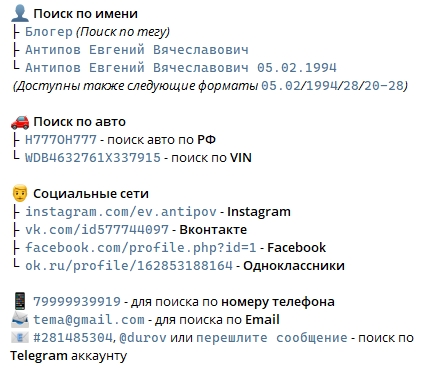 👤 Поиск по имени
├ Блогер (Поиск по тегу)
├ Антипов Евгений Вячеславович
└ Антипов Евгений Вячеславович 05.02.1994
(Доступны также следующие форматы 05.02/1994/28/20-28)
🚗 Поиск по авто
├ Н777ОН777 - поиск авто по РФ
└ WDB4632761X337915 - поиск по VIN
👨 Социальные сети
├ instagram.com/ev.antipov - Instagram
├ vk.com/id577744097 - Вконтакте
├ facebook.com/profile.php?id=1 - Facebook
└ ok.ru/profile/162853188164 - Одноклассники
📱 79999939919 - для поиска по номеру телефона
📨 tema@gmail.com - для поиска по Email
📧 #281485304, @durov или перешлите сообщение - поиск по
Telegram аккаунту